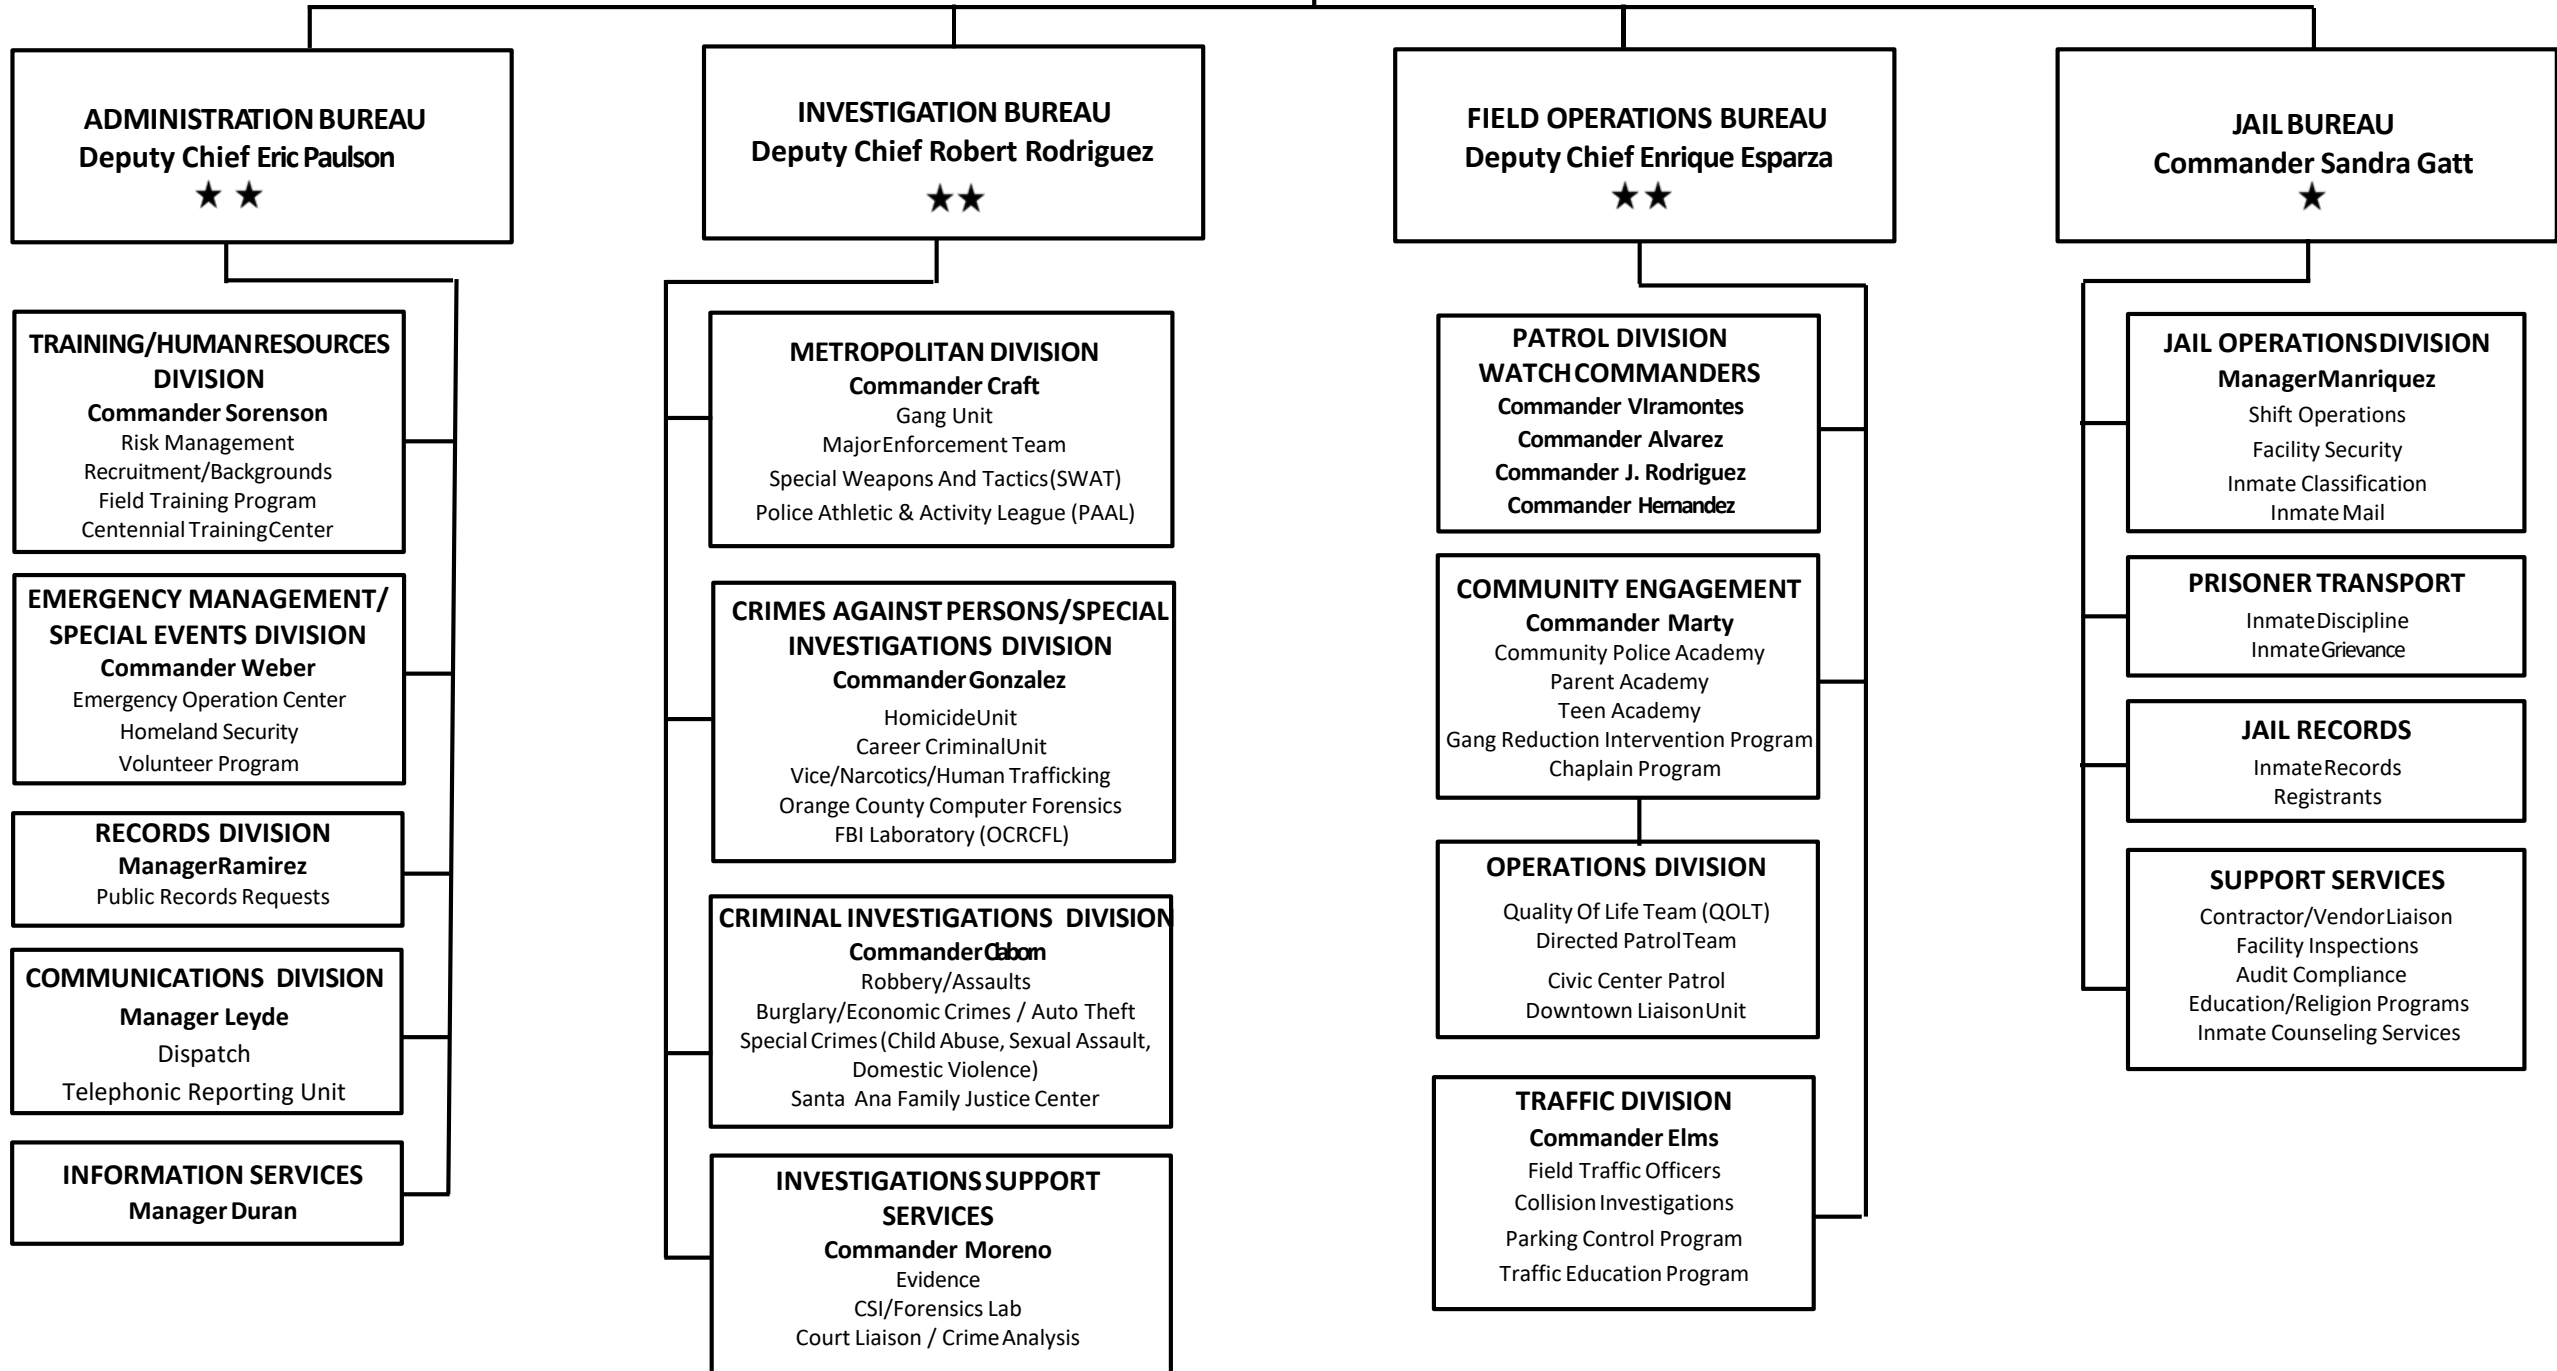 ADMINISTRATION BUREAU
Deputy Chief Eric Paulson
★ ★
TRAINING/HUMAN RESOURCES
DIVISION
Commander Sorenson
Risk Management
Recruitment/Backgrounds
Field Training Program
Centennial Training Center
EMERGENCY MANAGEMENT/
SPECIAL EVENTS DIVISION
Commander Weber
Emergency Operation Center
Homeland Security
Volunteer Program
RECORDS DIVISION
Manager Ramirez
Public Records Requests
COMMUNICATIONS DIVISION
Manager Leyde
Dispatch
Telephonic Reporting Unit
INFORMATION SERVICES
Manager Duran
INVESTIGATION BUREAU
Deputy Chief Robert Rodriguez
★★
METROPOLITAN DIVISION
Commander Craft
Gang Unit
Major Enforcement Team
Special Weapons And Tactics (SWAT)
Police Athletic & Activity League (PAAL)
CRIMES AGAINST PERSONS/SPECIAL
INVESTIGATIONS DIVISION
Commander Gonzalez
Homicide Unit
Career Criminal Unit
Vice/Narcotics/Human Trafficking
Orange County Computer Forensics
FBI Laboratory (OCRCFL)
CRIMINAL INVESTIGATIONS DIVISION
Commander Claborn
Robbery/Assaults
Burglary/Economic Crimes / Auto Theft
Special Crimes (Child Abuse, Sexual Assault,
Domestic Violence)
Santa Ana Family Justice Center
INVESTIGATIONS SUPPORT
SERVICES
Commander Moreno
Evidence
CSI/Forensics Lab
Court Liaison / Crime Analysis
FIELD OPERATIONS BUREAU
Deputy Chief Enrique Esparza
★★
PATROL DIVISION
WATCH COMMANDERS
Commander VIramontes
Commander Alvarez
Commander J. Rodriguez
Commander Hernandez
COMMUNITY ENGAGEMENT
Commander Marty
Community Police Academy
Parent Academy
Teen Academy
Gang Reduction Intervention Program
Chaplain Program
OPERATIONS DIVISION
Quality Of Life Team (QOLT)
Directed Patrol Team
Civic Center Patrol
Downtown Liaison Unit
TRAFFIC DIVISION
Commander Elms
Field Traffic Officers
Collision Investigations
Parking Control Program
Traffic Education Program
JAIL BUREAU
Commander Sandra Gatt
★
JAIL OPERATIONS DIVISION
Manager Manriquez
Shift Operations
Facility Security
Inmate Classification
Inmate Mail
PRISONER TRANSPORT
Inmate Discipline
Inmate Grievance
JAIL RECORDS
Inmate Records
Registrants
SUPPORT SERVICES
Contractor/Vendor Liaison
Facility Inspections
Audit Compliance
Education/Religion Programs
Inmate Counseling Services